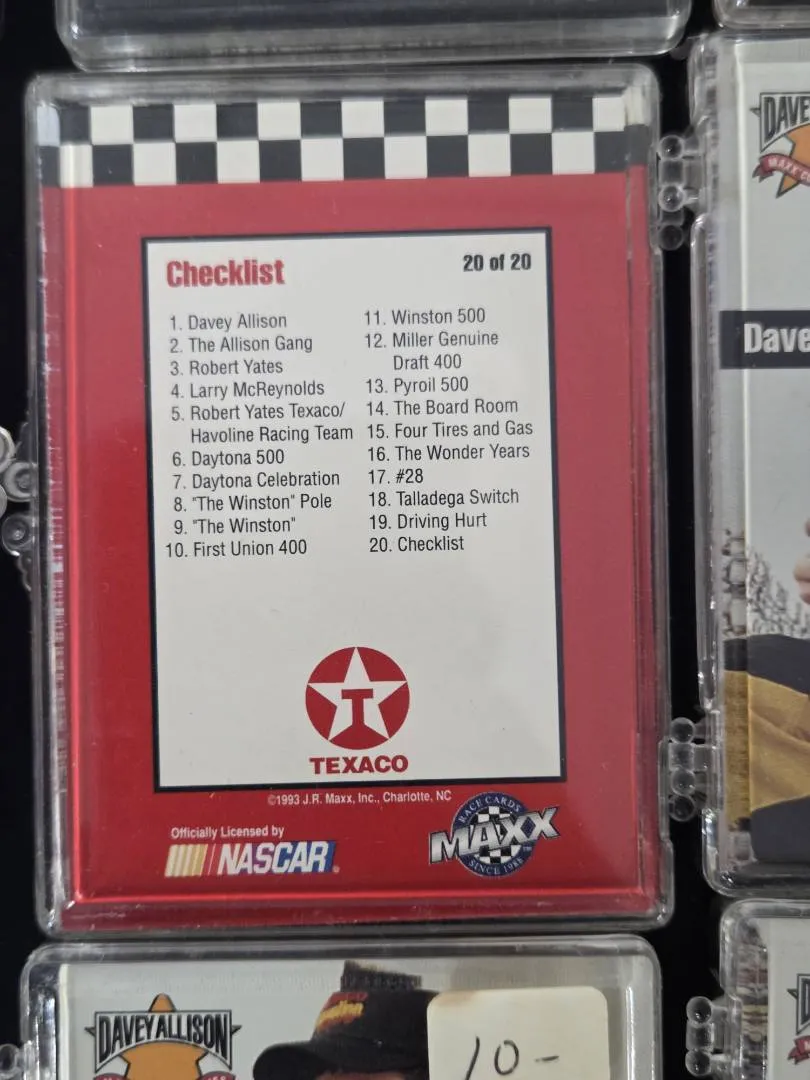 Checklist
20 of 20
1. Davey Allison
2. The Allison Gang
3. Robert Yates
4. Larry McReynolds
5. Robert Yates Texaco/
Havoline Racing Team
6. Daytona 500
7. Daytona Celebration
8. "The Winston" Pole
9. "The Winston"
10. First Union 400
11. Winston 500
12. Miller Genuine
Draft 400
13. Pyroil 500
14. The Board Room
15. Four Tires and Gas
16. The Wonder Years
17. #28
18. Talladega Switch
19. Driving Hurt
20. Checklist
T
TEXACO
©1993 J.R. Maxx, Inc., Charlotte, NC
Officially Licensed by
NASCAR®
RACE CARDS
MAXX™
SINCE 1988
DAVE
Dave
DAVEY ALLISON
10-